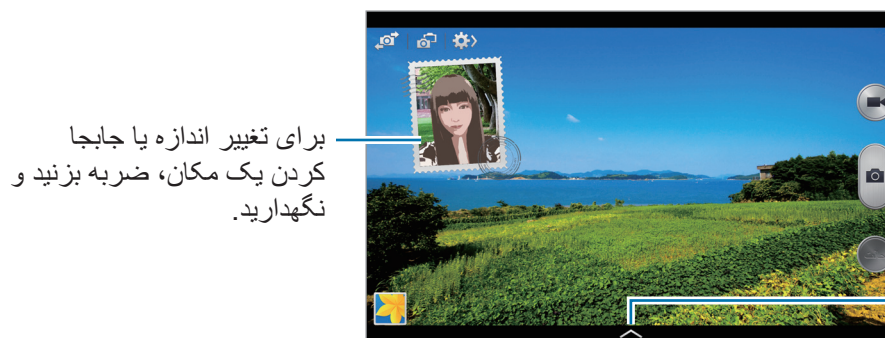 برای تغییر اندازه یا جابجا
کردن یک مکان، ضربه بزنید و
نگهدارید.